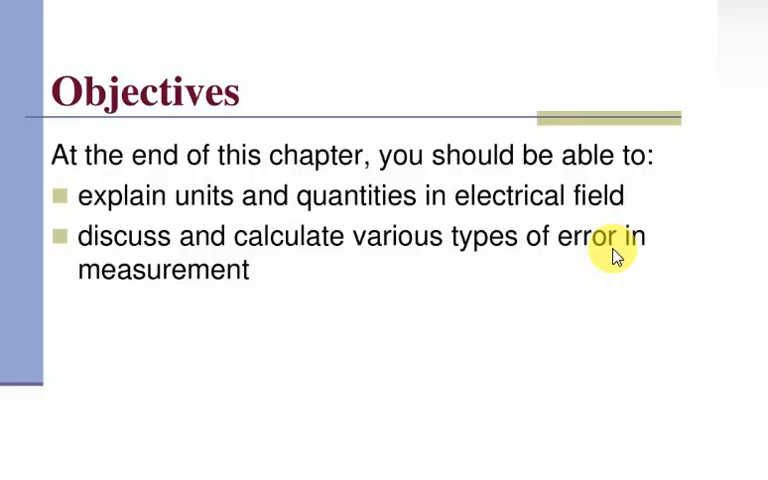 Objectives
At the end of this chapter, you should be able to:
explain units and quantities in electrical field
discuss and calculate various types of error in
measurement